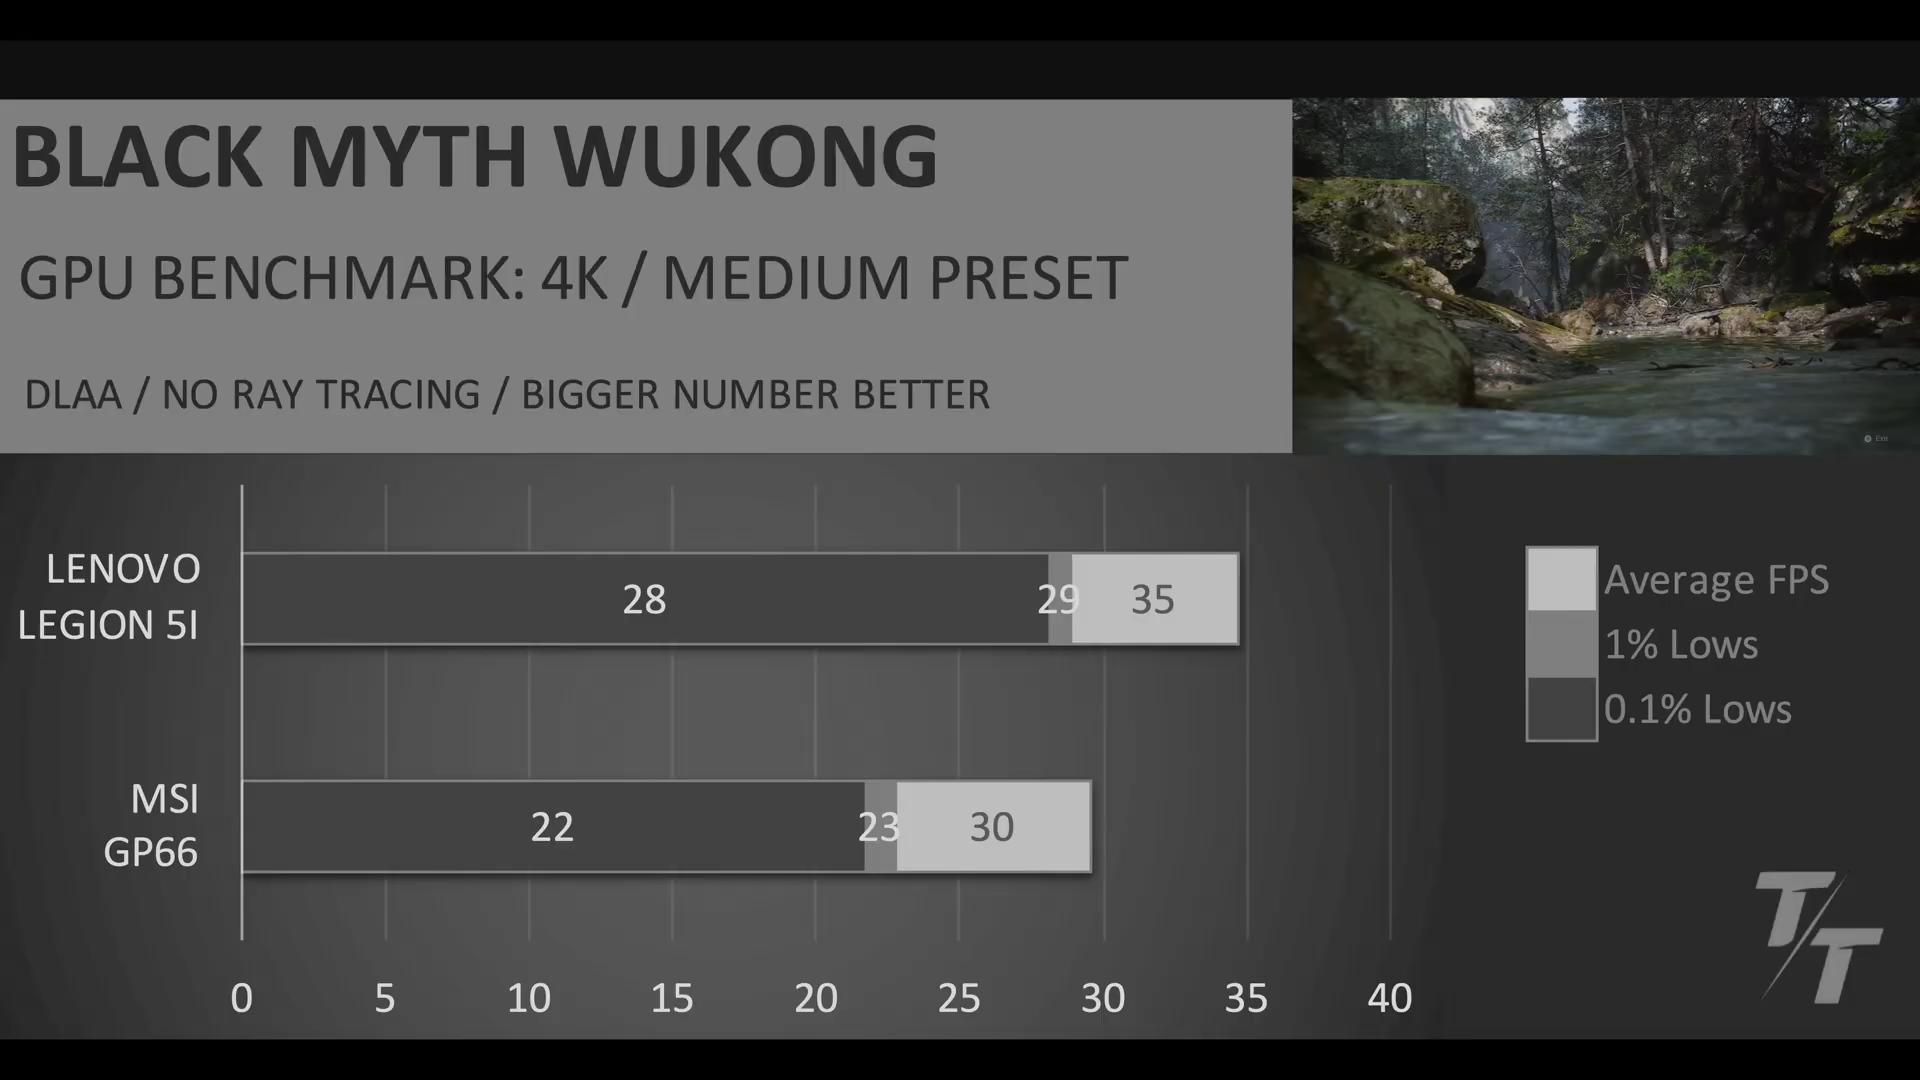 BLACK MYTH WUKONG
GPU BENCHMARK: 4K / MEDIUM PRESET
DLAA / NO RAY TRACING / BIGGER NUMBER BETTER
Exit
LENOVO
LEGION 5I
28
29
35
MSI
GP66
22
23
30
0
5
10
15
20
25
30
35
40
Average FPS
1% Lows
0.1% Lows
T/T